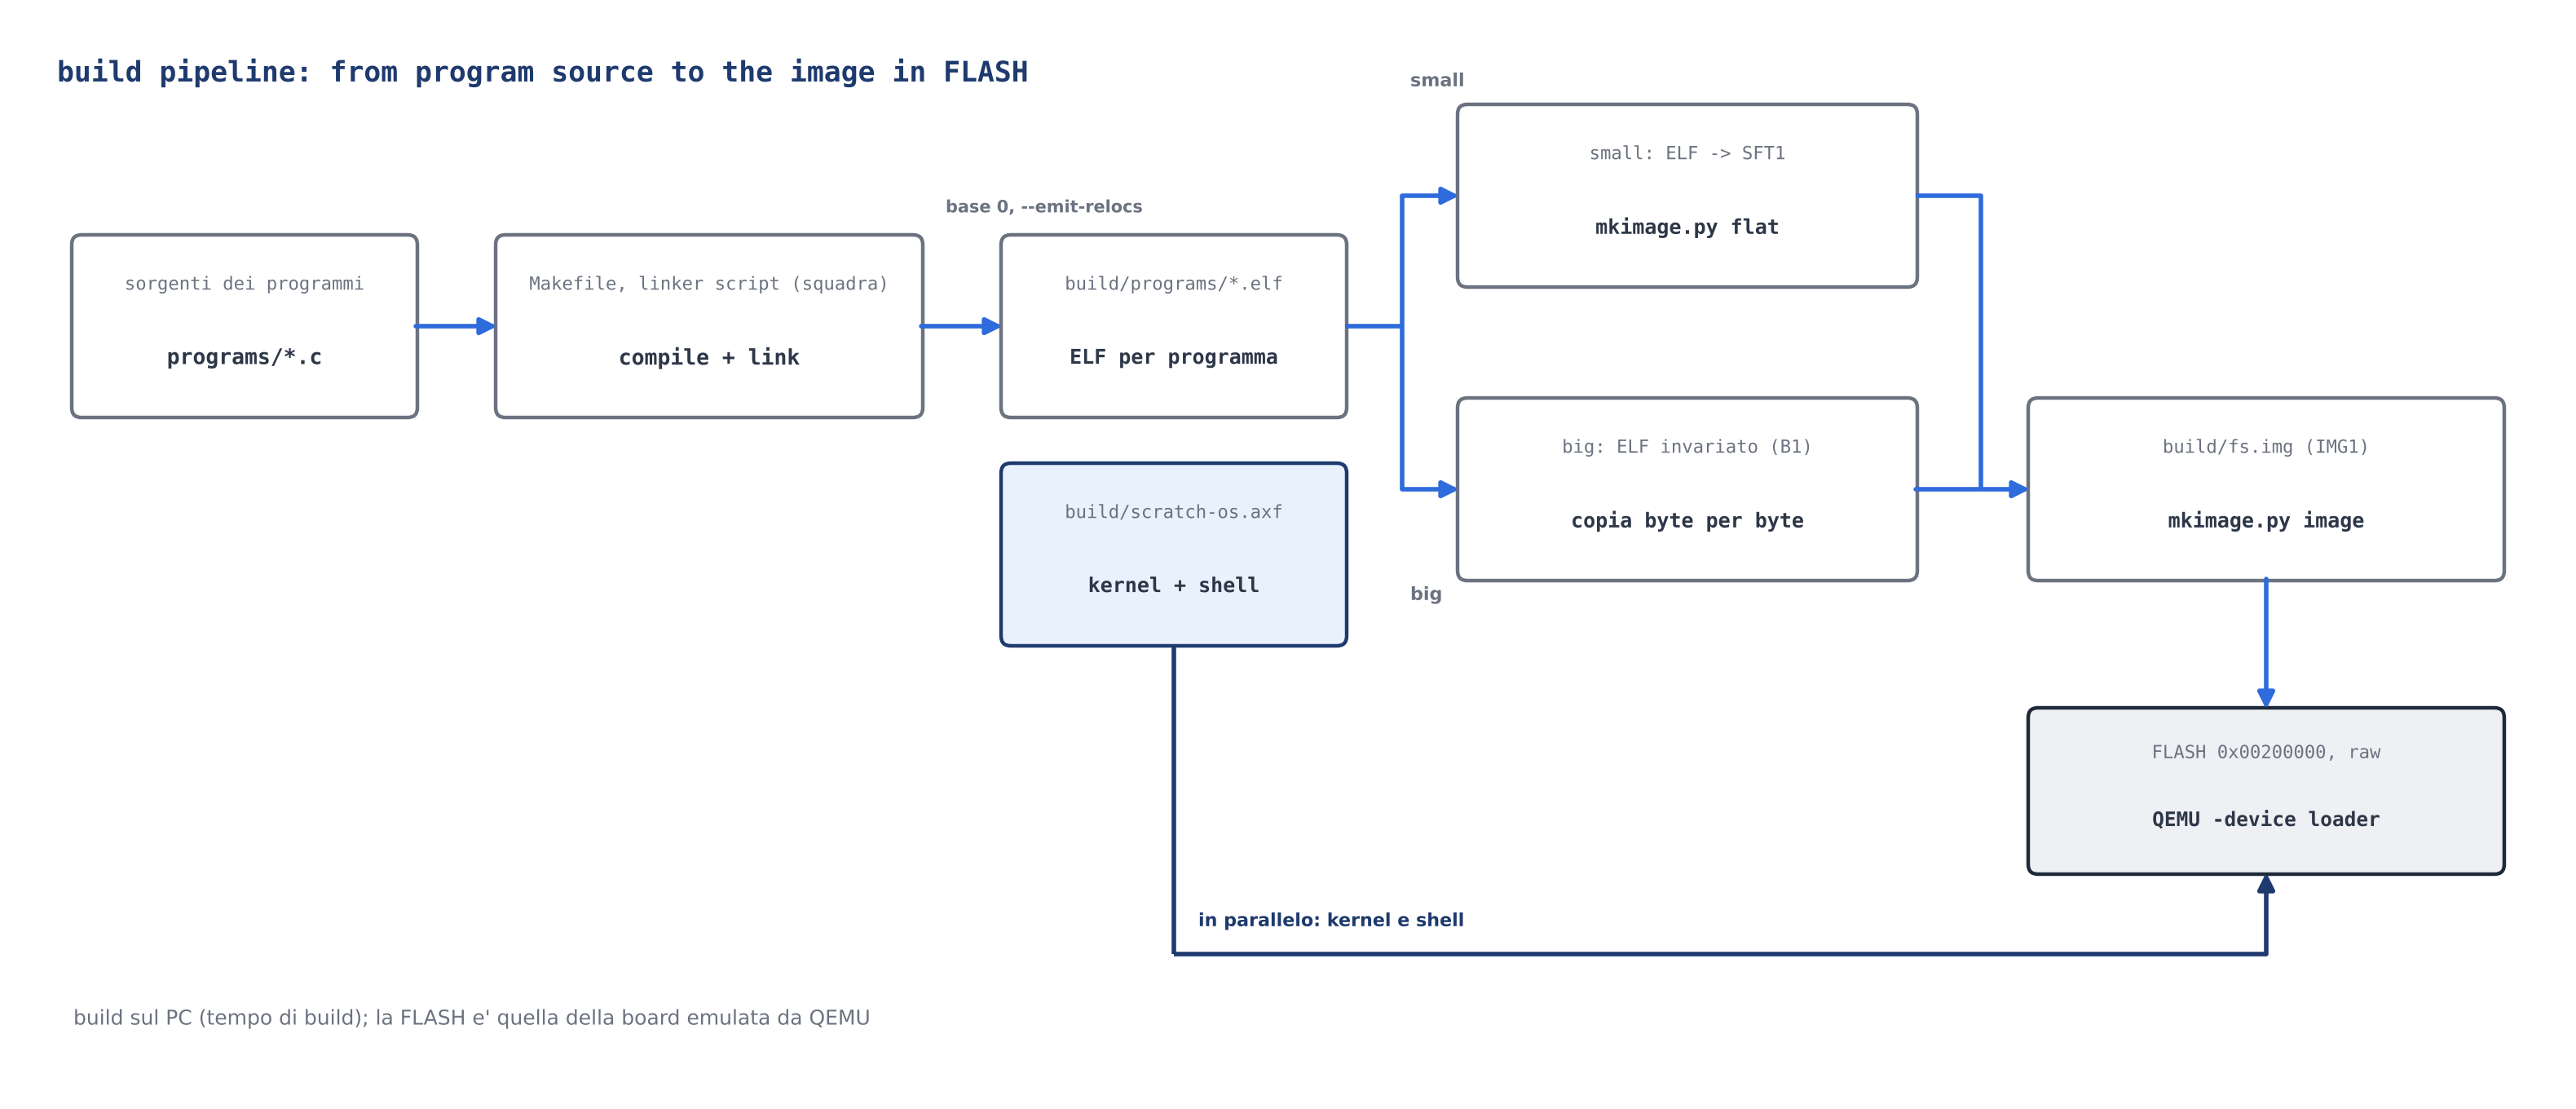 build pipeline: from program source to the image in FLASH
small
small: ELF -> SFT1
mkimage.py flat
base 0, --emit-relocs
sorgenti dei programmi
programs/*.c
Makefile, linker script (squadra)
compile + link
build/programs/*.elf
ELF per programma
big: ELF invariato (B1)
copia byte per byte
big
build/fs.img (IMG1)
mkimage.py image
build/scratch-os.axf
kernel + shell
FLASH 0x00200000, raw
QEMU -device loader
in parallelo: kernel e shell
build sul PC (tempo di build); la FLASH e' quella della board emulata da QEMU